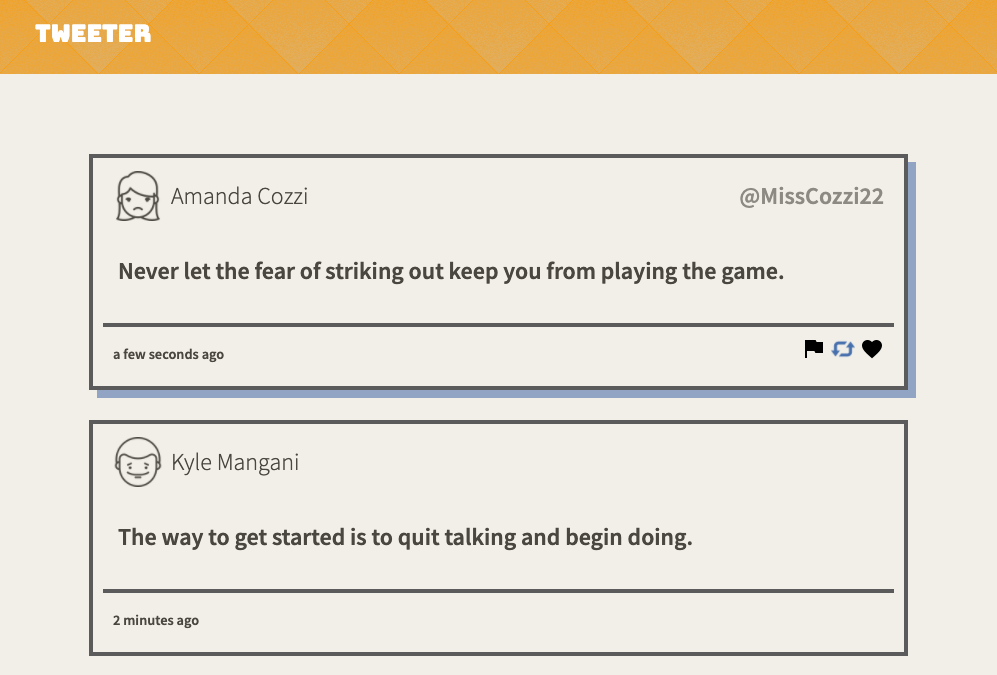 TWEETER
Amanda Cozzi @MissCozzi22
Never let the fear of striking out keep you from playing the game.
a few seconds ago
Kyle Mangani
The way to get started is to quit talking and begin doing.
2 minutes ago